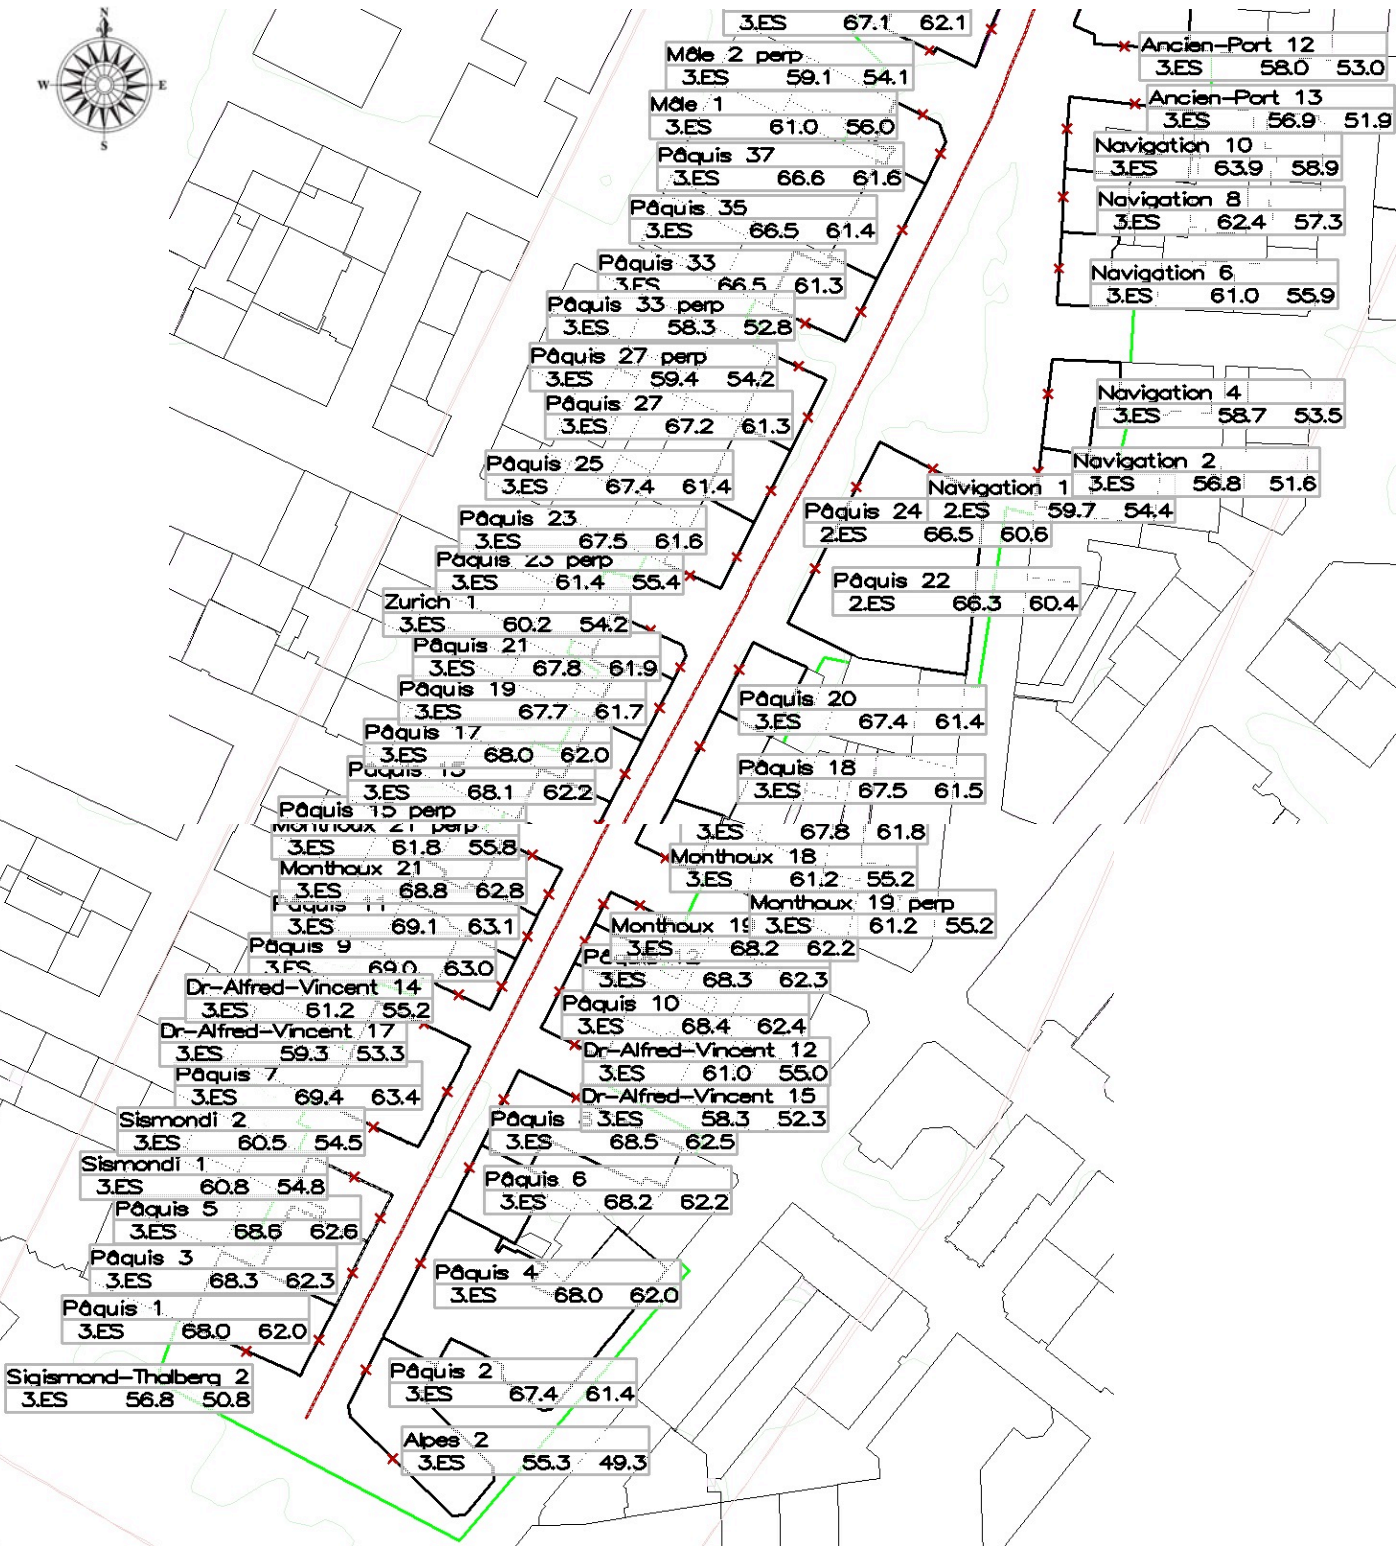 N
W E
S
3.ES 67.1 62.1
Môle 2 perp
3.ES 59.1 54.1
Môle 1
3.ES 61.0 56.0
Pâquis 37
3.ES 66.6 61.6
Pâquis 35
3.ES 66.5 61.4
Pâquis 33
3.ES 66.5 61.3
Pâquis 33 perp
3.ES 58.3 52.8
Pâquis 27 perp
3.ES 59.4 54.2
Pâquis 27
3.ES 67.2 61.3
Pâquis 25
3.ES 67.4 61.4
Pâquis 23
3.ES 67.5 61.6
Pâquis 23 perp
3.ES 61.4 55.4
Zurich 1
3.ES 60.2 54.2
Pâquis 21
3.ES 67.8 61.9
Pâquis 19
3.ES 67.7 61.7
Pâquis 17
3.ES 68.0 62.0
Pâquis 15
3.ES 68.1 62.2
Pâquis 15 perp
Monthoux 21 perp
3.ES 61.8 55.8
Monthoux 21
3.ES 68.8 62.8
Pâquis 11
3.ES 69.1 63.1
Pâquis 9
3.ES 69.0 63.0
Dr-Alfred-Vincent 14
3.ES 61.2 55.2
Dr-Alfred-Vincent 17
3.ES 59.3 53.3
Pâquis 7
3.ES 69.4 63.4
Sismondi 2
3.ES 60.5 54.5
Sismondi 1
3.ES 60.8 54.8
Pâquis 5
3.ES 68.6 62.6
Pâquis 3
3.ES 68.3 62.3
Pâquis 1
3.ES 68.0 62.0
Sigismond-Thalberg 2
3.ES 56.8 50.8
Ancien-Port 12
3.ES 58.0 53.0
Ancien-Port 13
3.ES 56.9 51.9
Navigation 10
3.ES 63.9 58.9
Navigation 8
3.ES 62.4 57.3
Navigation 6
3.ES 61.0 55.9
Navigation 4
3.ES 58.7 53.5
Navigation 2
3.ES 56.8 51.6
Navigation 1
2.ES 59.7 54.4
Pâquis 24
2.ES 66.5 60.6
Pâquis 22
2.ES 66.3 60.4
Pâquis 20
3.ES 67.4 61.4
Pâquis 18
3.ES 67.5 61.5
3.ES 67.8 61.8
Monthoux 18
3.ES 61.2 55.2
Monthoux 19 perp
3.ES 61.2 55.2
Monthoux 19
3.ES 68.2 62.2
3.ES 68.3 62.3
Pâquis 10
3.ES 68.4 62.4
Dr-Alfred-Vincent 12
3.ES 61.0 55.0
Dr-Alfred-Vincent 15
3.ES 58.3 52.3
Pâquis
3.ES 68.5 62.5
Pâquis 6
3.ES 68.2 62.2
Pâquis 4
3.ES 68.0 62.0
Pâquis 2
3.ES 67.4 61.4
Alpes 2
3.ES 55.3 49.3